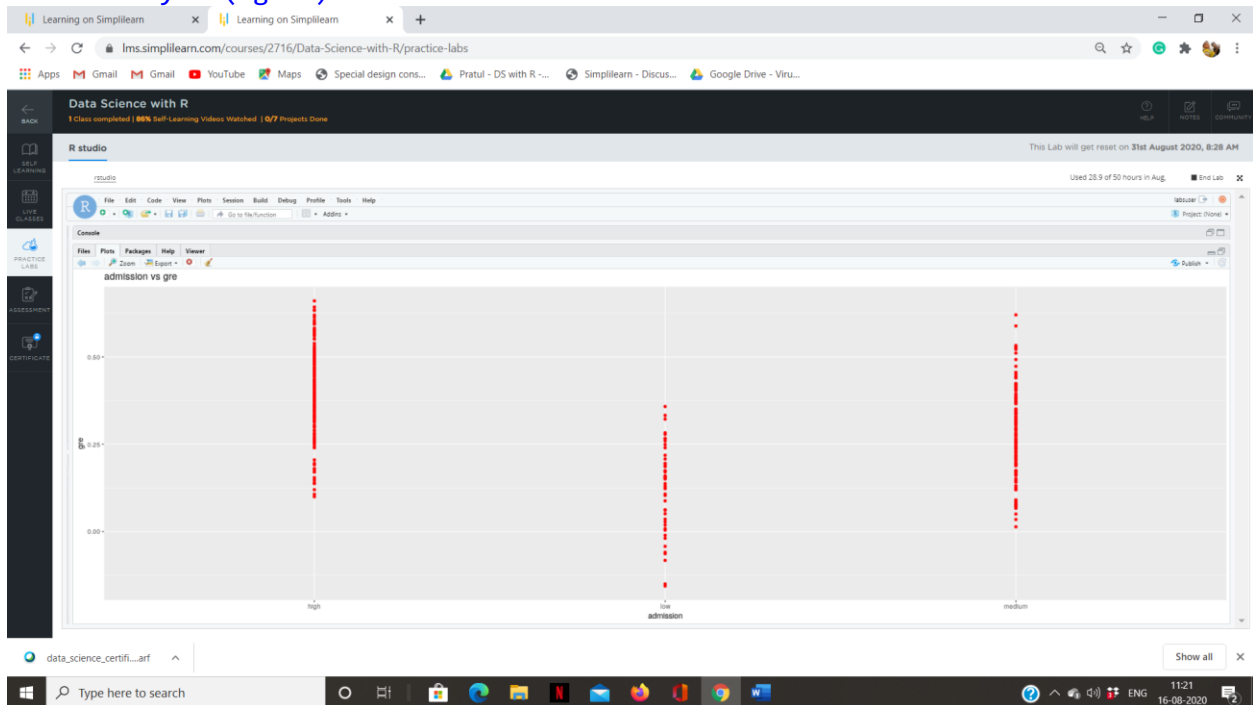 Learning on Simplilearn
Learning on Simplilearn
lms.simplilearn.com/courses/2716/Data-Science-with-R/practice-labs
Apps Gmail Gmail YouTube Maps Special design cons... Pratul - DS with R -... Simplilearn - Discus... Google Drive - Viru...
BACK
Data Science with R
1 Class completed | 86% Self-Learning Videos Watched | 0/7 Projects Done
HELP NOTES COMMUNITY
SELF LEARNING
LIVE CLASSES
PRACTICE LABS
ASSESSMENT
CERTIFICATE
R studio
This Lab will get reset on 31st August 2020, 8:28 AM
rstudio
Used 28.9 of 50 hours in Aug.
End Lab
R
File Edit Code View Plots Session Build Debug Profile Tools Help
labsuser
Go to file/function Addins
Project: (None)
Console
Files Plots Packages Help Viewer
Zoom Export
Publish
admission vs gre
gre
0.50
0.25
0.00
high low medium
admission
data_science_certifi....arf
Show all
Type here to search
ENG
11:21
16-08-2020
2